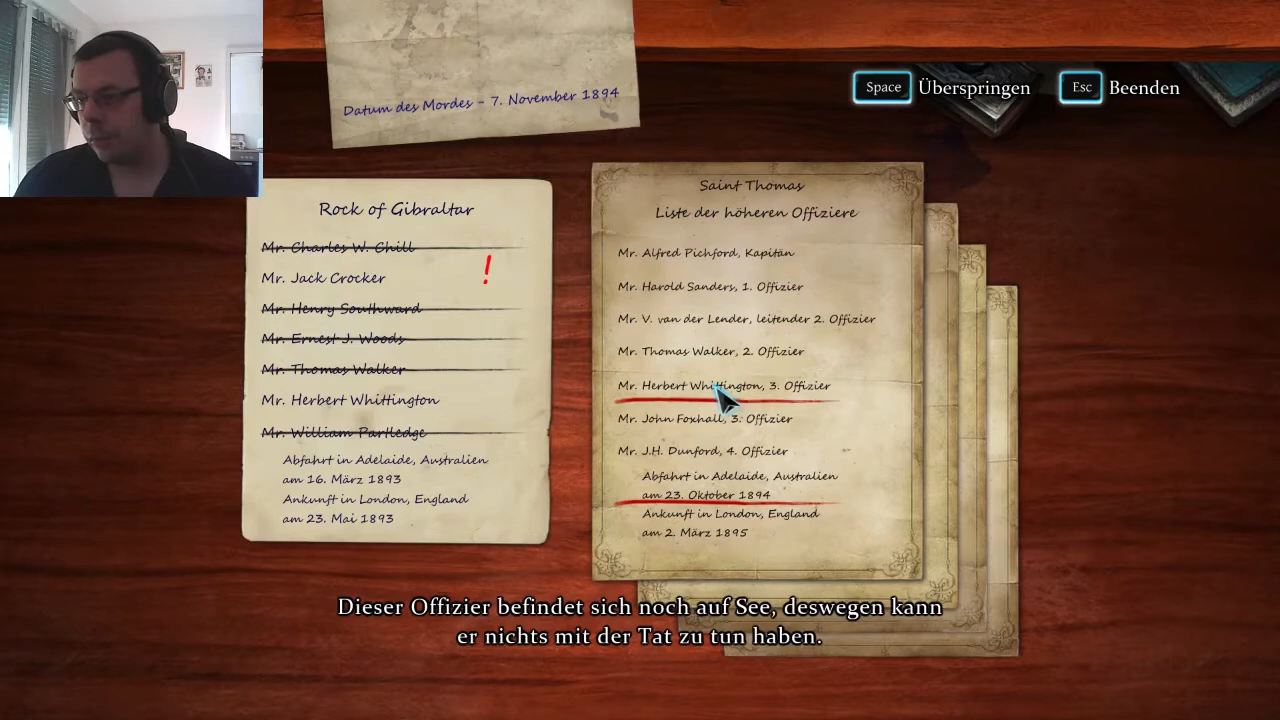 Datum des Mordes - 7. November 1894
Space Überspringen
Esc Beenden
Rock of Gibraltar
Mr. Charles W. Chill
Mr. Jack Crocker
!
Mr. Henry Southward
Mr. Ernest J. Woods
Mr. Thomas Walker
Mr. Herbert Whittington
Mr. William Partledge
Abfahrt in Adelaide, Australien
am 16. März 1893
Ankunft in London, England
am 23. Mai 1893
Saint Thomas
Liste der höheren Offiziere
Mr. Alfred Pichford, Kapitän
Mr. Harold Sanders, 1. Offizier
Mr. V. van der Lender, leitender 2. Offizier
Mr. Thomas Walker, 2. Offizier
Mr. Herbert Whittington, 3. Offizier
Mr. John Foxhall, 3. Offizier
Mr. J.H. Dunford, 4. Offizier
Abfahrt in Adelaide, Australien
am 23. Oktober 1894
Ankunft in London, England
am 2. März 1895
Dieser Offizier befindet sich noch auf See, deswegen kann
er nichts mit der Tat zu tun haben.